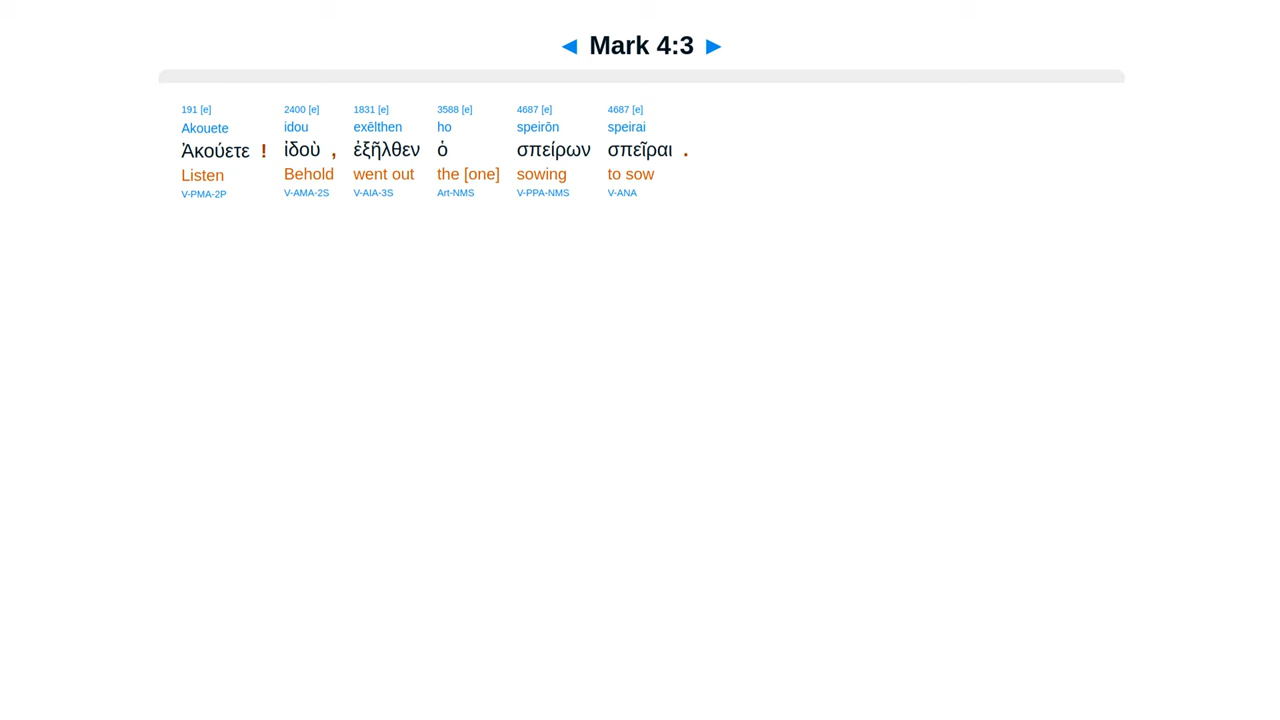 ◄ Mark 4:3 ►
191 [e] 2400 [e] 1831 [e] 3588 [e] 4687 [e] 4687 [e]
Akouete idou exēlthen ho speirōn speirai
Ἀκούετε ! ἰδοὺ , ἐξῆλθεν ὁ σπείρων σπεῖραι .
Listen Behold went out the [one] sowing to sow
V-PMA-2P V-AMA-2S V-AIA-3S Art-NMS V-PPA-NMS V-ANA